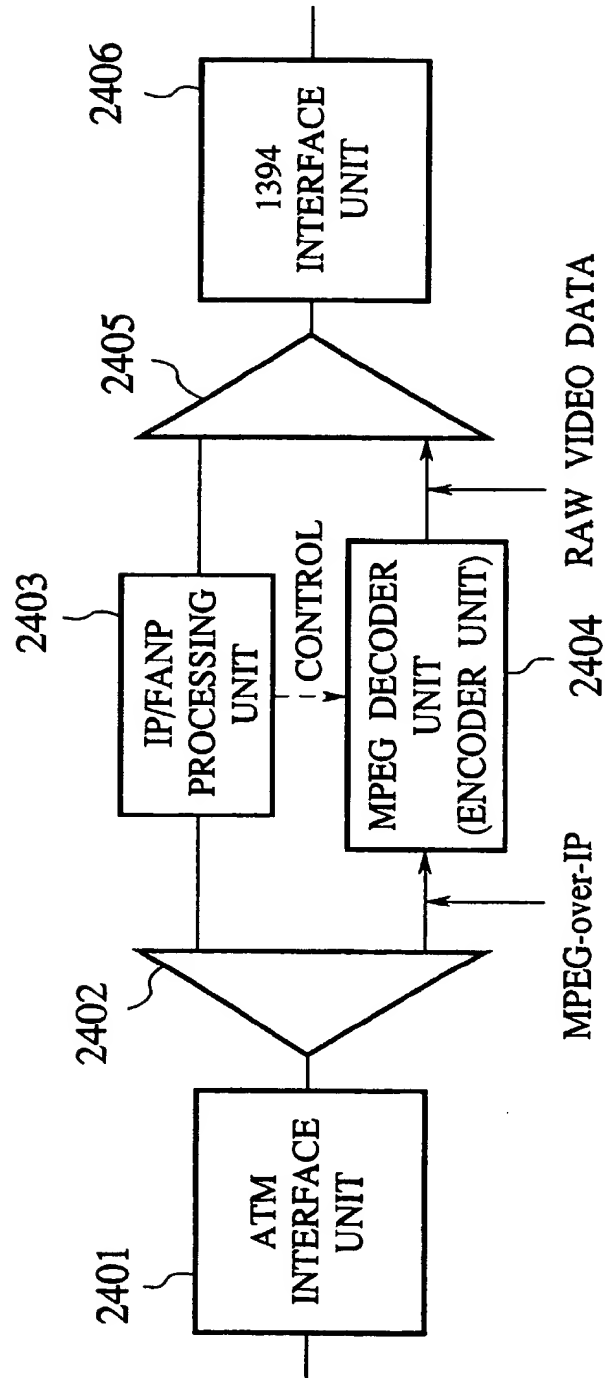 2401
ATM
INTERFACE
UNIT
2402
2403
IP/FANP
PROCESSING
UNIT
CONTROL
MPEG DECODER
UNIT
(ENCODER UNIT)
2404
MPEG-over-IP
RAW VIDEO DATA
2405
2406
1394
INTERFACE
UNIT